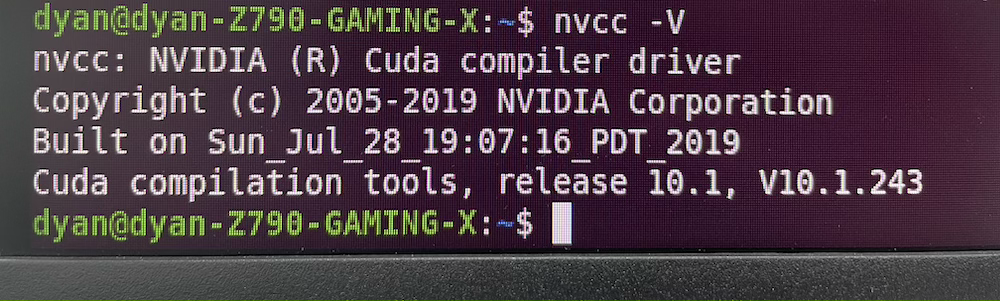 dyan@dyan-Z790-GAMING-X:~$ nvcc -V
nvcc: NVIDIA (R) Cuda compiler driver
Copyright (c) 2005-2019 NVIDIA Corporation
Built on Sun_Jul_28_19:07:16_PDT_2019
Cuda compilation tools, release 10.1, V10.1.243
dyan@dyan-Z790-GAMING-X:~$